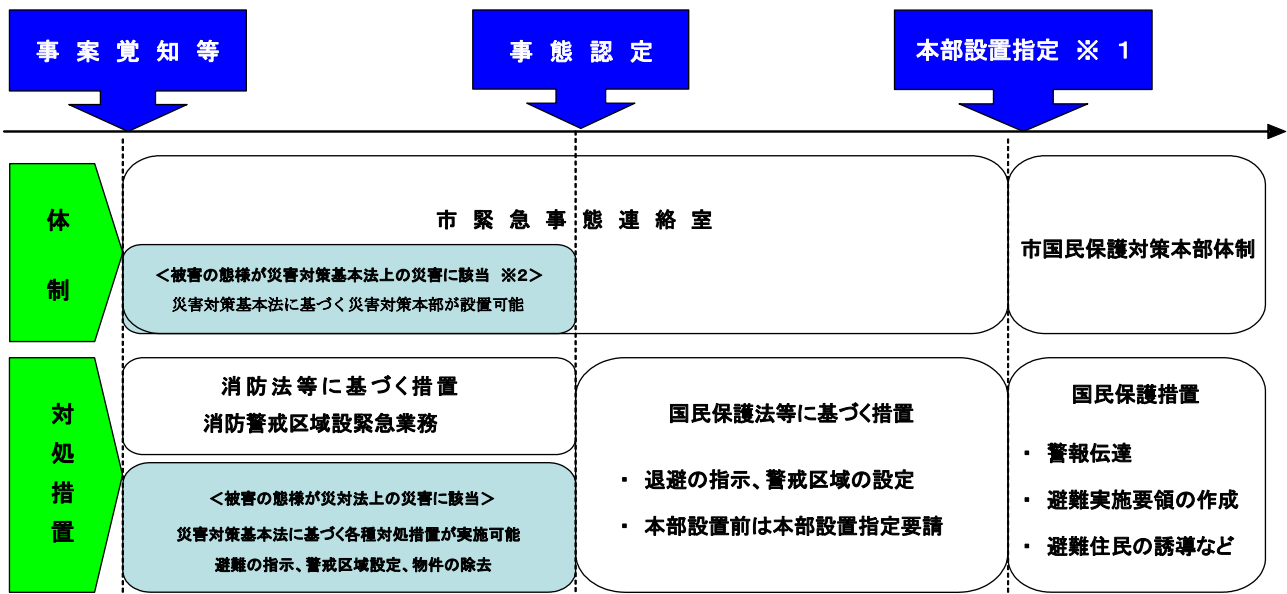 事案覚知等
事態認定
本部設置指定 ※１
体制
市緊急事態連絡室
＜被害の態様が災害対策基本法上の災害に該当 ※２＞
災害対策基本法に基づく災害対策本部が設置可能
市国民保護対策本部体制
対処措置
消防法等に基づく措置
消防警戒区域設緊急業務
＜被害の態様が災対法上の災害に該当＞
災害対策基本法に基づく各種対処措置が実施可能
避難の指示、警戒区域設定、物件の除去
国民保護法等に基づく措置
・ 退避の指示、警戒区域の設定
・ 本部設置前は本部設置指定要請
国民保護措置
・ 警報伝達
・ 避難実施要領の作成
・ 避難住民の誘導など